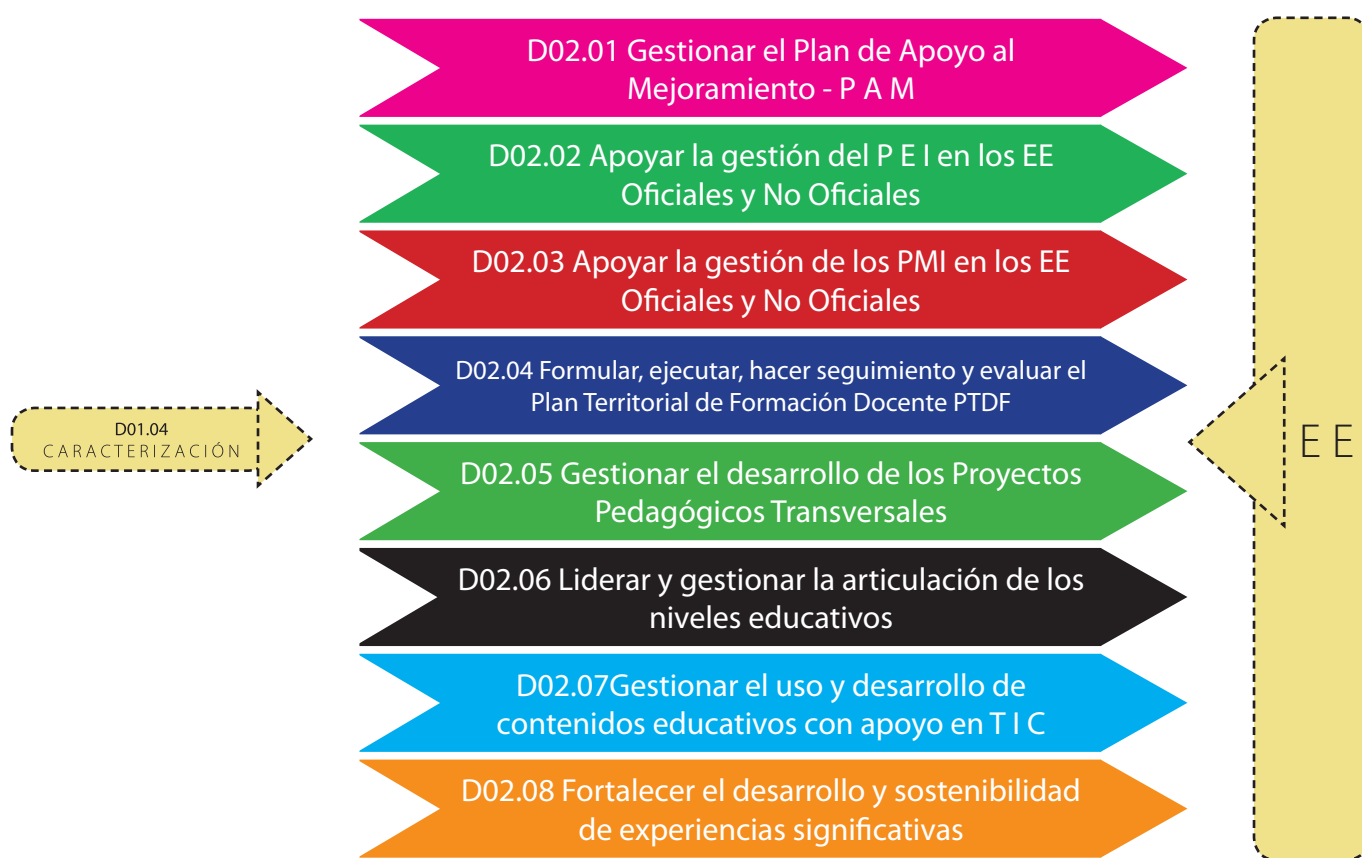 D02.01 Gestionar el Plan de Apoyo al
Mejoramiento - P A M
D02.02 Apoyar la gestión del P E I en los EE
Oficiales y No Oficiales
D02.03 Apoyar la gestión de los PMI en los EE
Oficiales y No Oficiales
D02.04 Formular, ejecutar, hacer seguimiento y evaluar el
Plan Territorial de Formación Docente PTDF
D01.04
CARACTERIZACIÓN
E E
D02.05 Gestionar el desarrollo de los Proyectos
Pedagógicos Transversales
D02.06 Liderar y gestionar la articulación de los
niveles educativos
D02.07Gestionar el uso y desarrollo de
contenidos educativos con apoyo en T I C
D02.08 Fortalecer el desarrollo y sostenibilidad
de experiencias significativas